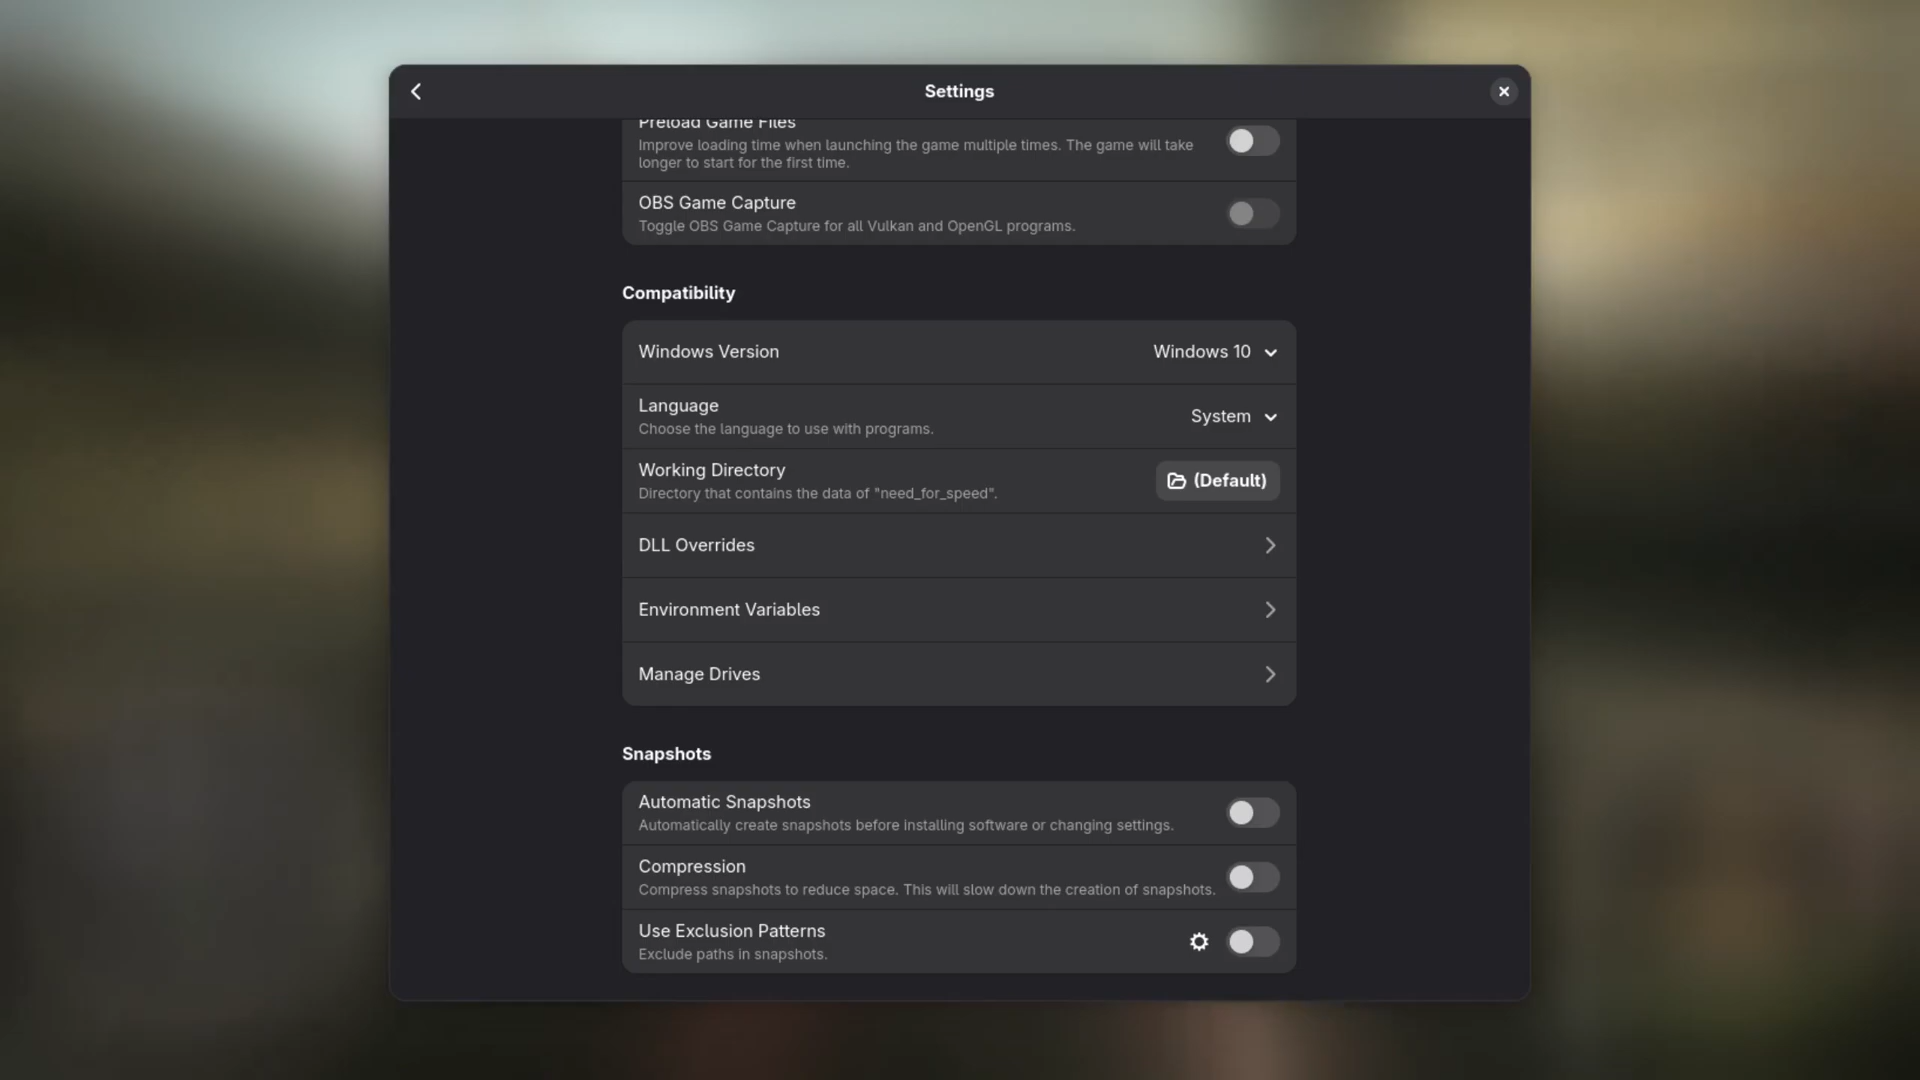 Settings
Preload Game Files
Improve loading time when launching the game multiple times. The game will take
longer to start for the first time.
OBS Game Capture
Toggle OBS Game Capture for all Vulkan and OpenGL programs.
Compatibility
Windows Version
Windows 10
Language
Choose the language to use with programs.
System
Working Directory
Directory that contains the data of "need_for_speed".
(Default)
DLL Overrides
Environment Variables
Manage Drives
Snapshots
Automatic Snapshots
Automatically create snapshots before installing software or changing settings.
Compression
Compress snapshots to reduce space. This will slow down the creation of snapshots.
Use Exclusion Patterns
Exclude paths in snapshots.